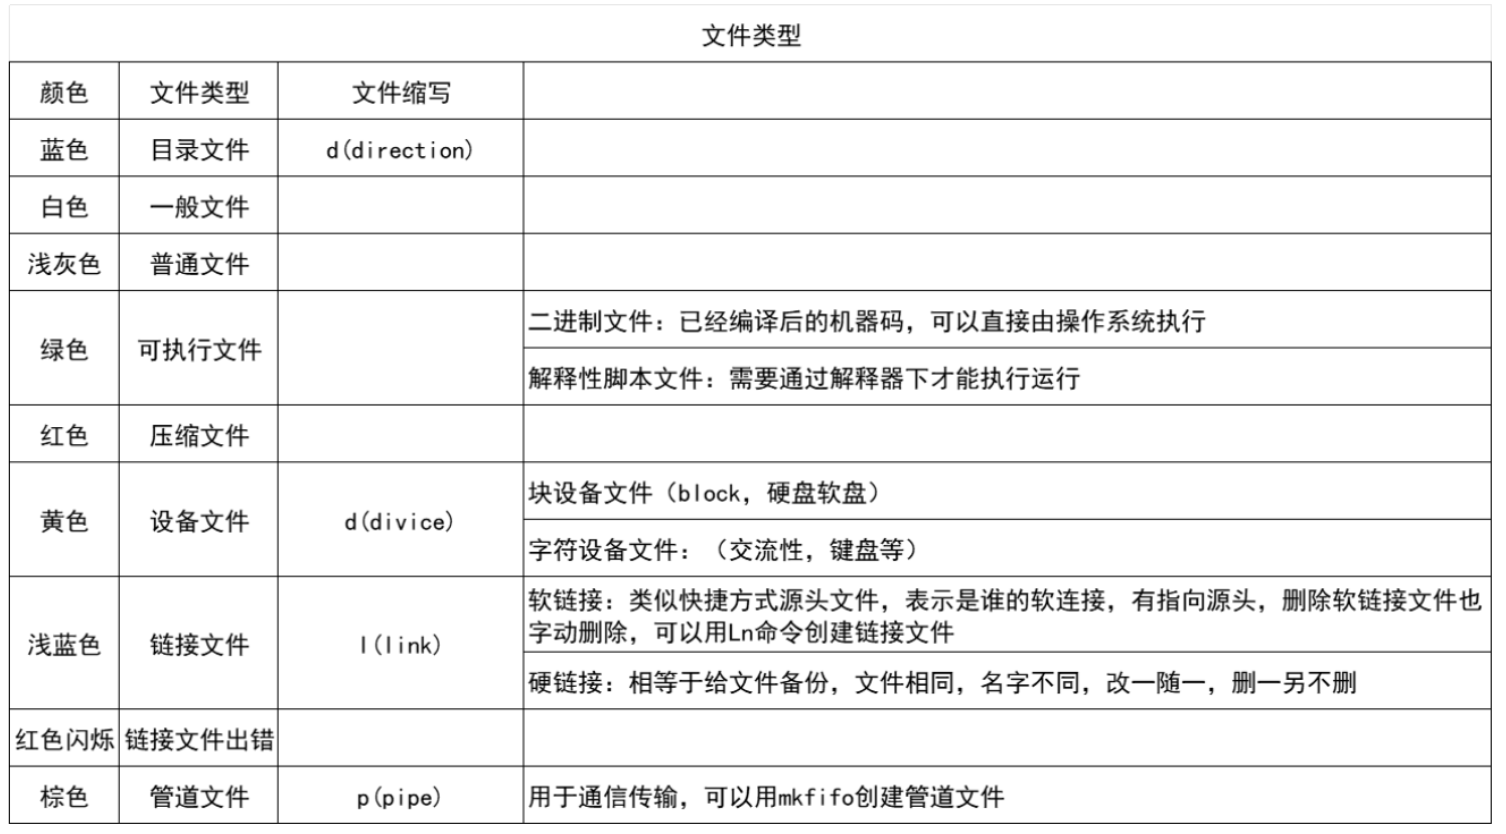 文件类型
颜色 文件类型 文件缩写
蓝色 目录文件 d(direction)
白色 一般文件
浅灰色 普通文件
绿色 可执行文件
二进制文件：已经编译后的机器码，可以直接由操作系统执行
解释性脚本文件：需要通过解释器下才能执行运行
红色 压缩文件
黄色 设备文件 d(divice)
块设备文件（block，硬盘软盘）
字符设备文件：（交流性，键盘等）
浅蓝色 链接文件 l(link)
软链接：类似快捷方式源头文件，表示是谁的软连接，有指向源头，删除软链接文件也
字动删除，可以用Ln命令创建链接文件
硬链接：相等于给文件备份，文件相同，名字不同，改一随一，删一另不删
红色闪烁 链接文件出错
棕色 管道文件 p(pipe) 用于通信传输，可以用mkfifo创建管道文件